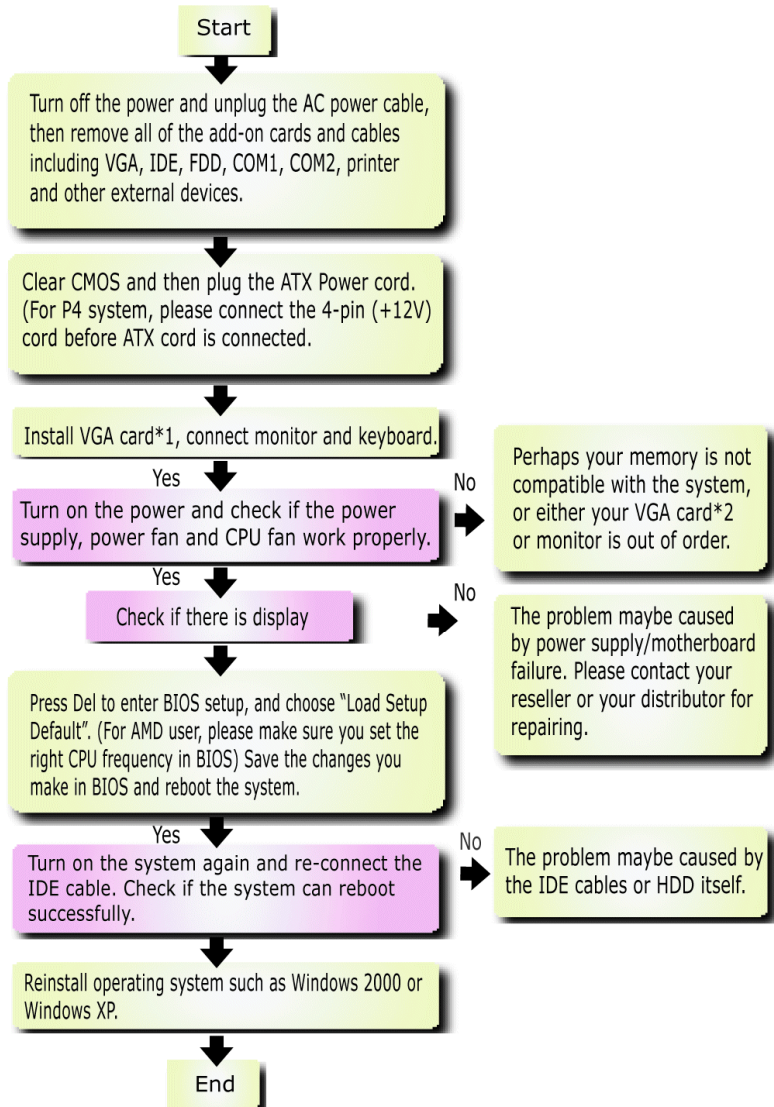 Start
Turn off the power and unplug the AC power cable,
then remove all of the add-on cards and cables
including VGA, IDE, FDD, COM1, COM2, printer
and other external devices.
Clear CMOS and then plug the ATX Power cord.
(For P4 system, please connect the 4-pin (+12V)
cord before ATX cord is connected.
Install VGA card*1, connect monitor and keyboard.
Yes
No
Turn on the power and check if the power
supply, power fan and CPU fan work properly.
Perhaps your memory is not
compatible with the system,
or either your VGA card*2
or monitor is out of order.
Yes
No
Check if there is display
The problem maybe caused
by power supply/motherboard
failure. Please contact your
reseller or your distributor for
repairing.
Press Del to enter BIOS setup, and choose “Load Setup
Default”. (For AMD user, please make sure you set the
right CPU frequency in BIOS) Save the changes you
make in BIOS and reboot the system.
Yes
No
Turn on the system again and re-connect the
IDE cable. Check if the system can reboot
successfully.
The problem maybe caused by
the IDE cables or HDD itself.
Reinstall operating system such as Windows 2000 or
Windows XP.
End